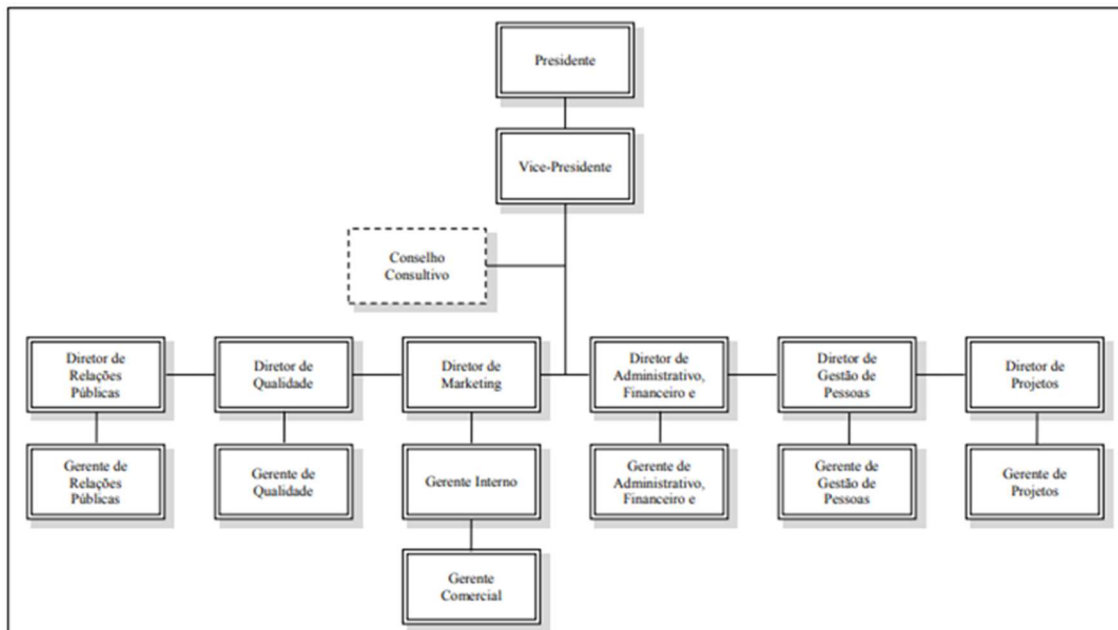 Presidente
Vice-Presidente
Conselho
Consultivo
Diretor de
Relações
Públicas
Diretor de
Qualidade
Diretor de
Marketing
Diretor de
Administrativo,
Financeiro e
Diretor de
Gestão de
Pessoas
Diretor de
Projetos
Gerente de
Relações
Públicas
Gerente de
Qualidade
Gerente Interno
Gerente de
Administrativo,
Financeiro e
Gerente de
Gestão de
Pessoas
Gerente de
Projetos
Gerente
Comercial